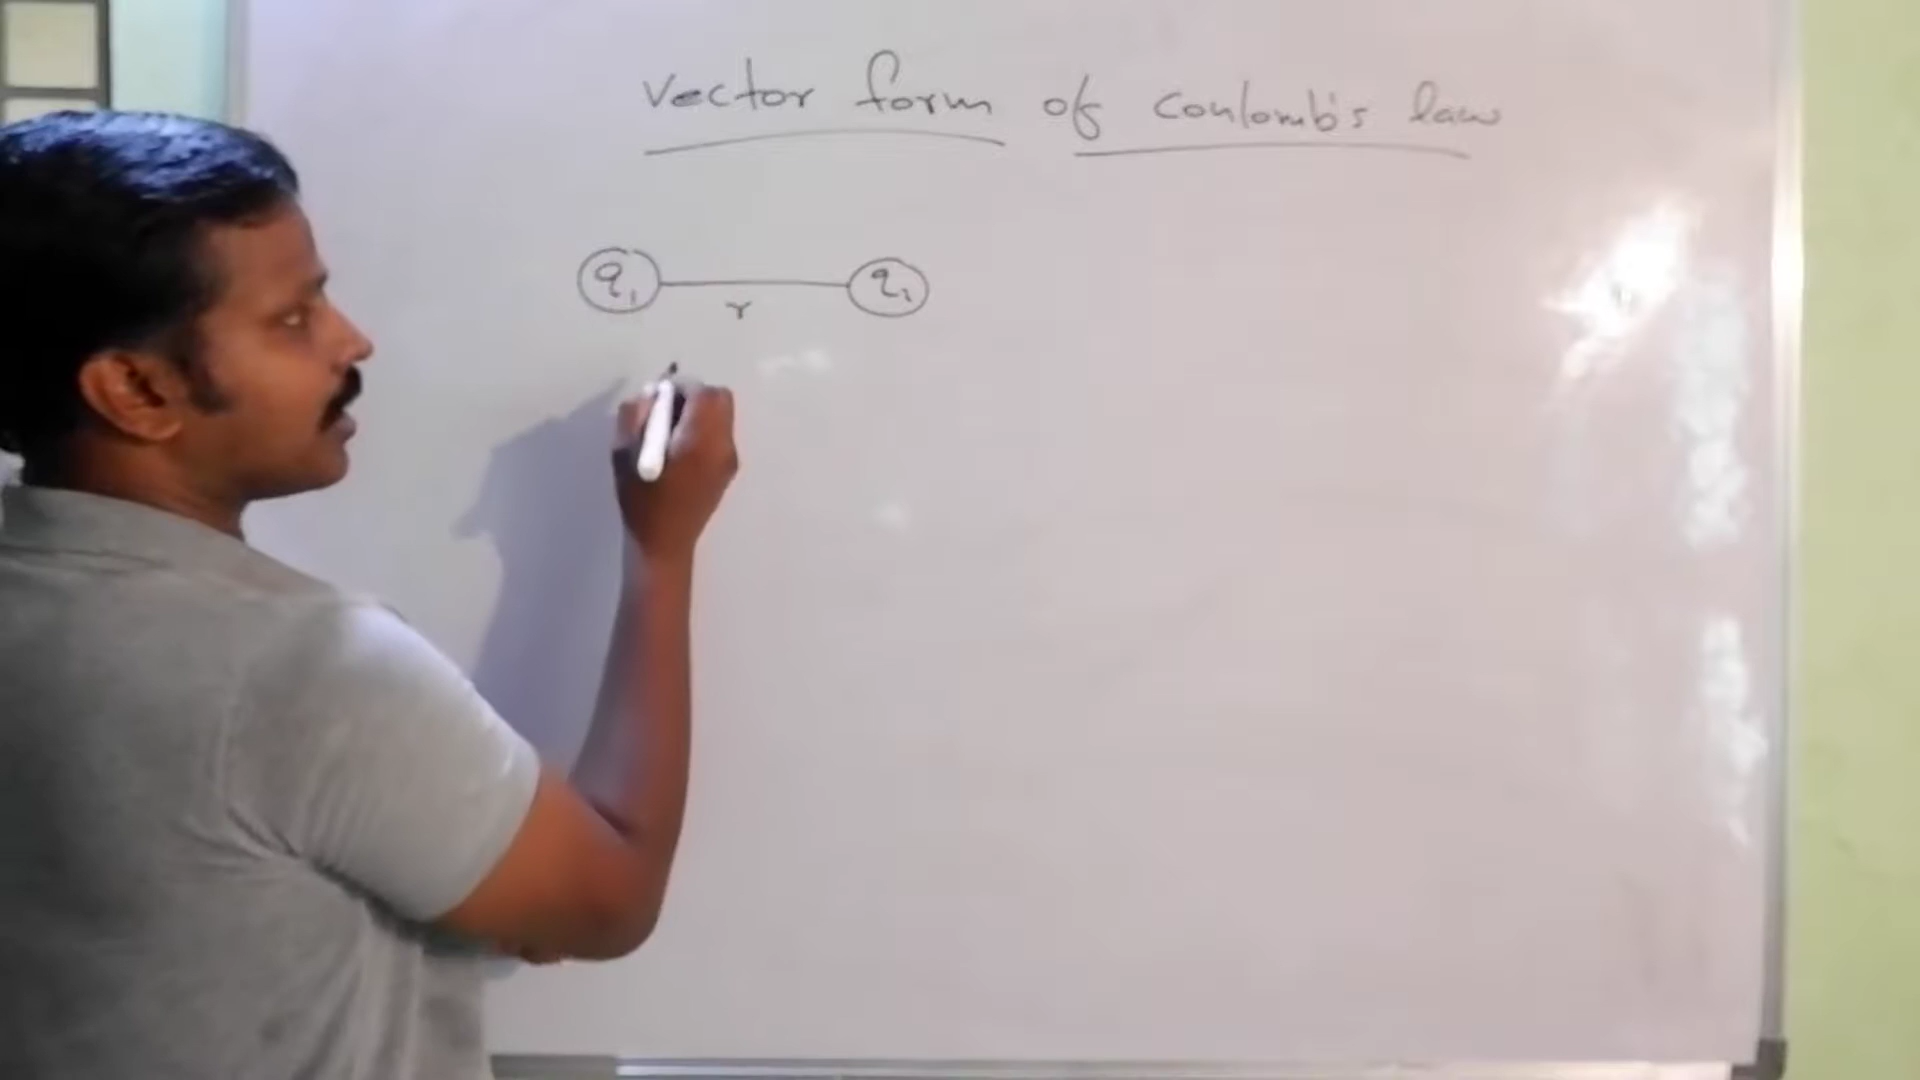 vector form of coulomb's law
q₁ q₂
r